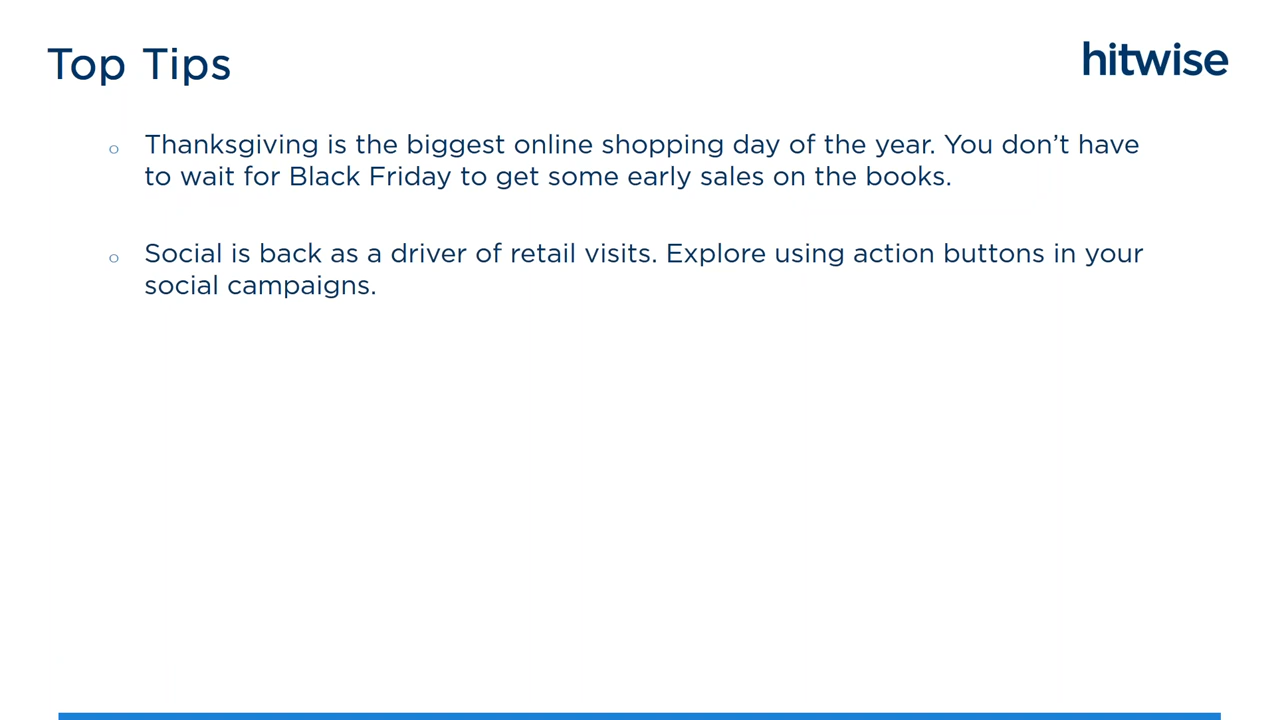 Top Tips
hitwise
○ Thanksgiving is the biggest online shopping day of the year. You don’t have
to wait for Black Friday to get some early sales on the books.
○ Social is back as a driver of retail visits. Explore using action buttons in your
social campaigns.